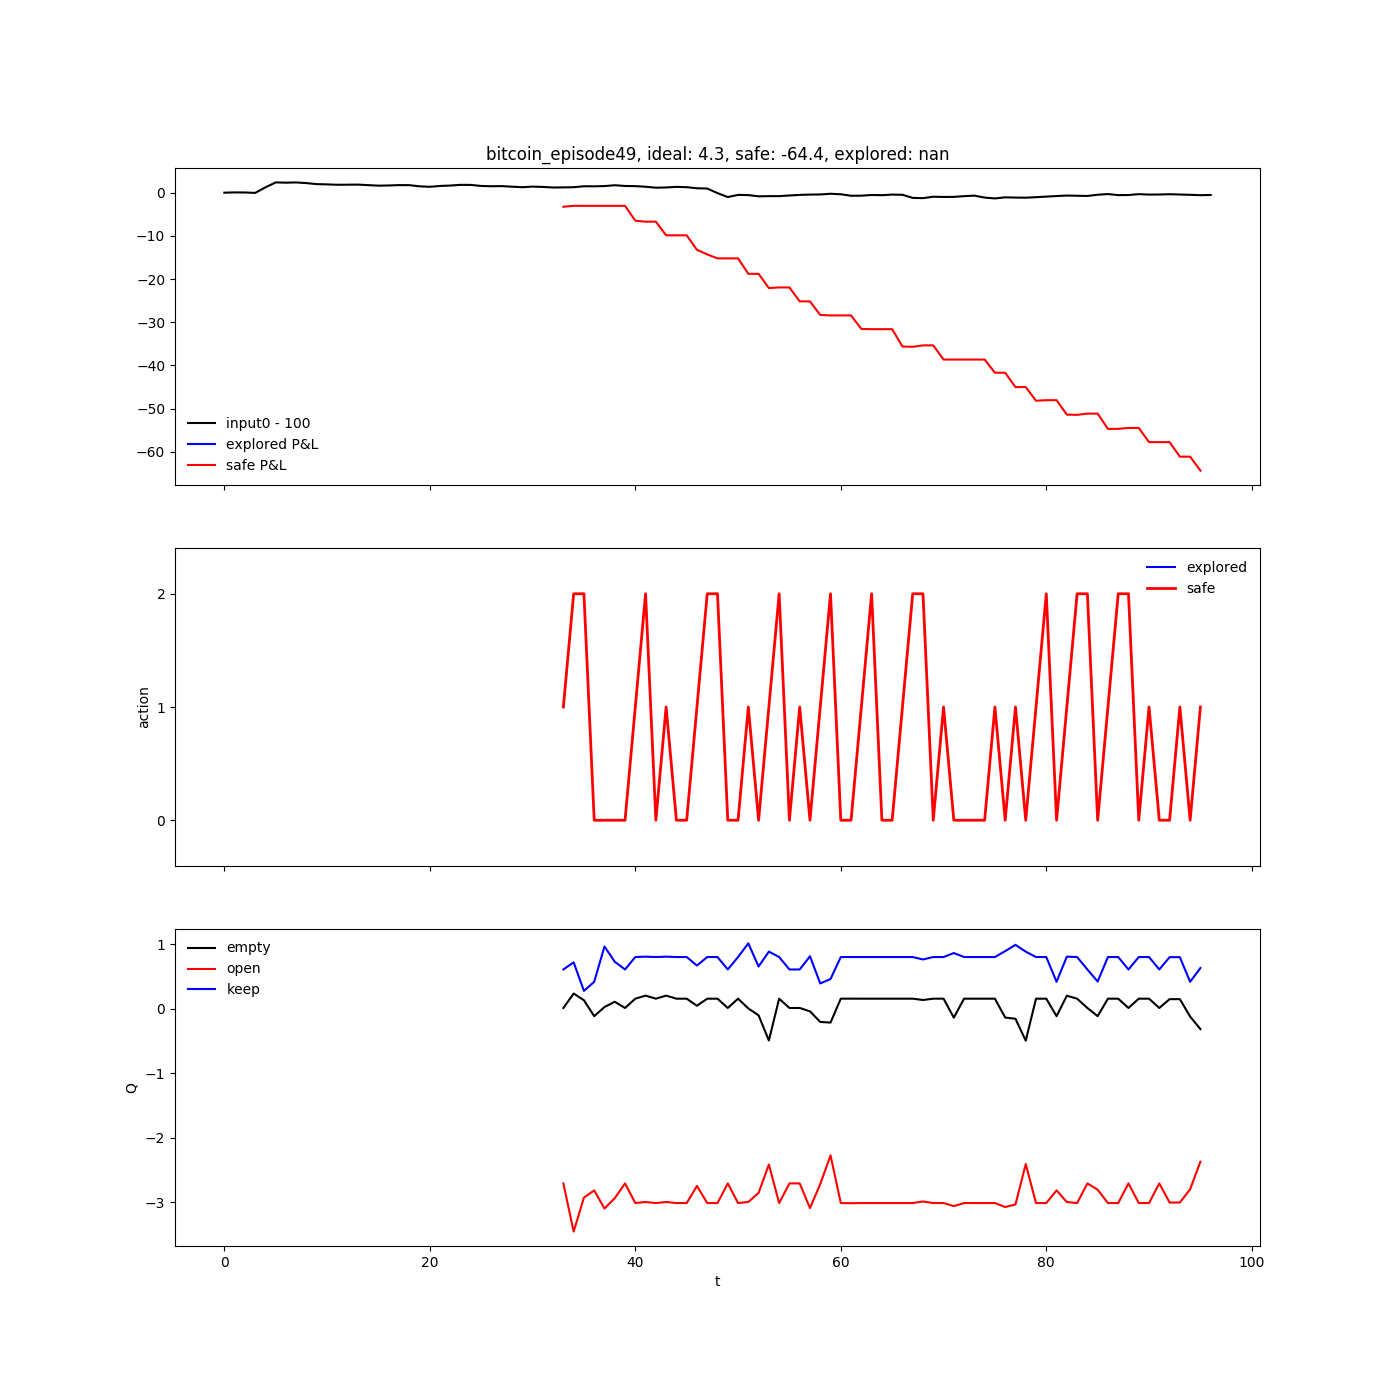 bitcoin_episode49, ideal: 4.3, safe: -64.4, explored: nan
0
−10
−20
−30
−40
−50
−60
input0 - 100
explored P&L
safe P&L
2
1
0
action
explored
safe
1
0
−1
−2
−3
Q
empty
open
keep
0 20 40 60 80 100
t